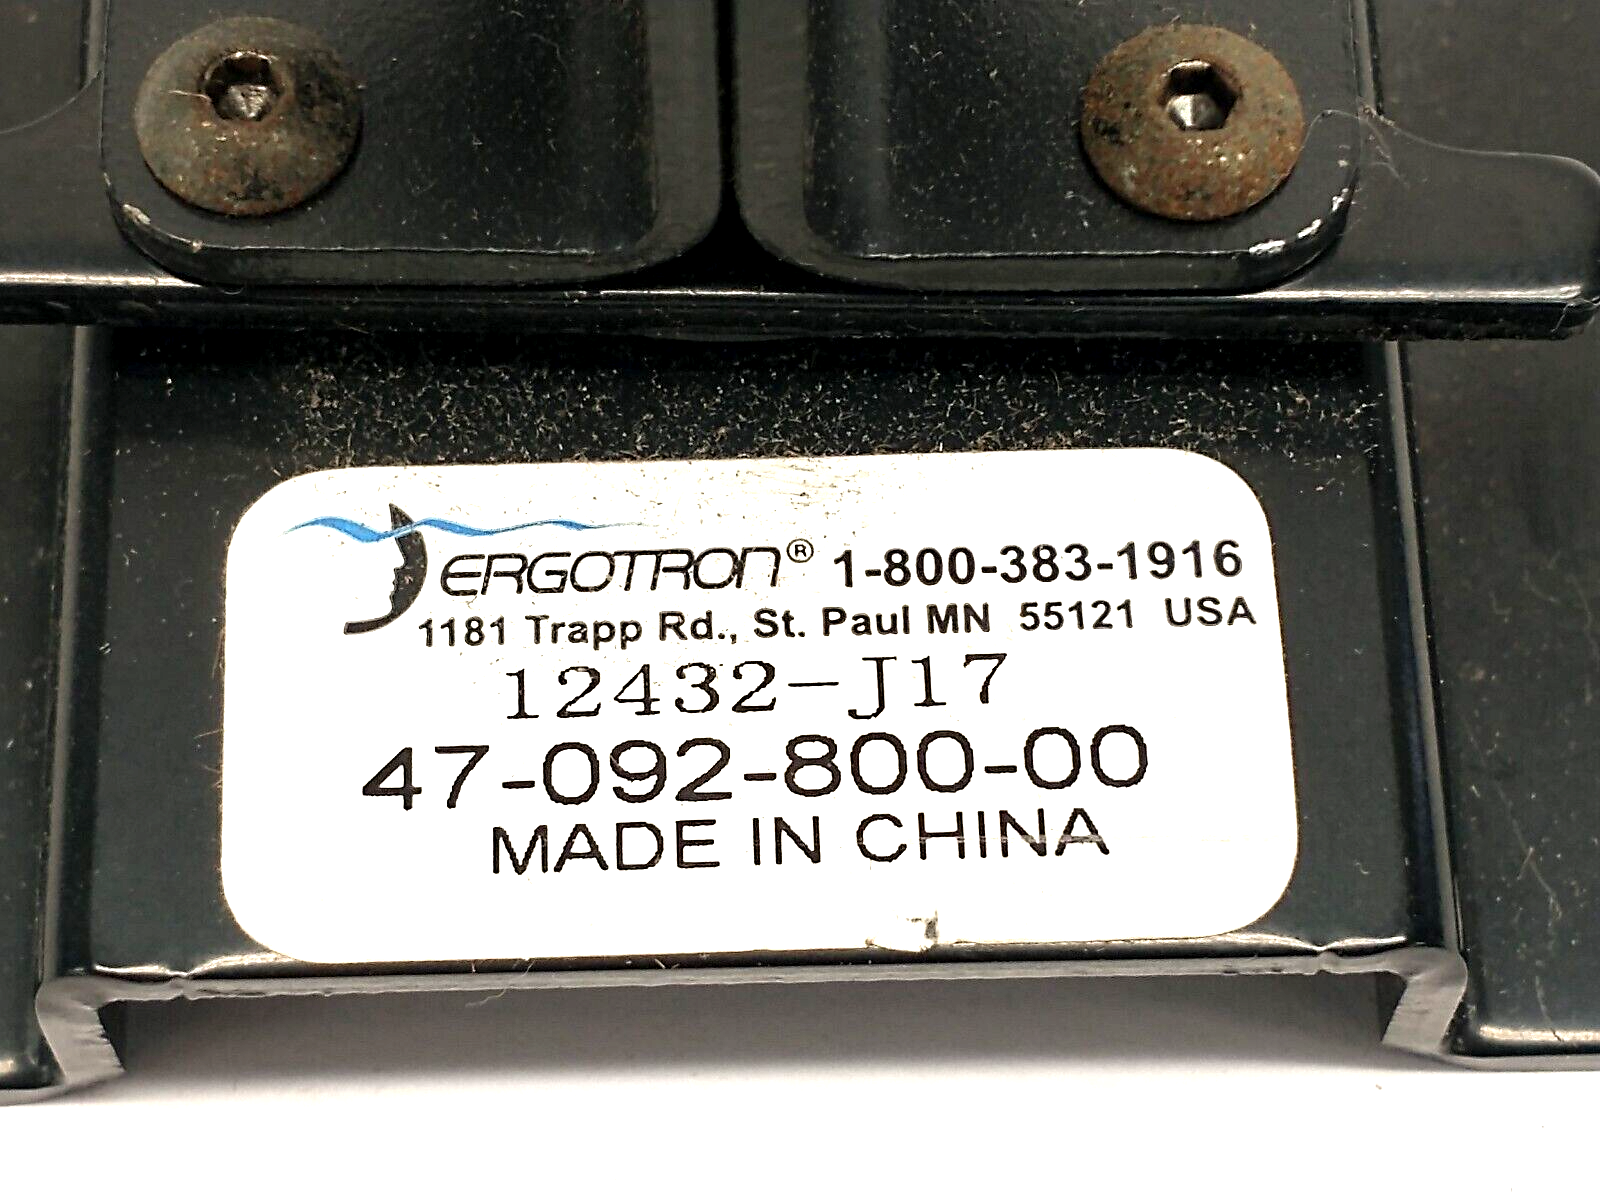 ERGOTRON® 1-800-383-1916
1181 Trapp Rd., St. Paul MN 55121 USA
12432-J17
47-092-800-00
MADE IN CHINA